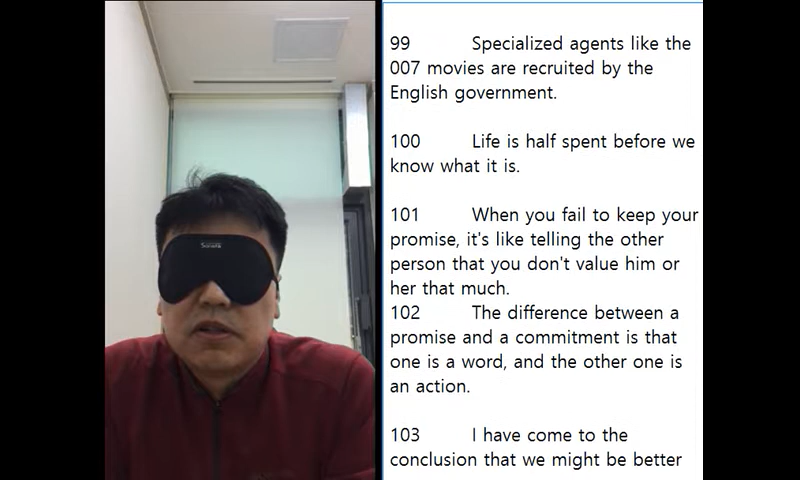 99 Specialized agents like the
007 movies are recruited by the
English government.
100 Life is half spent before we
know what it is.
101 When you fail to keep your
promise, it's like telling the other
person that you don't value him or
her that much.
102 The difference between a
promise and a commitment is that
one is a word, and the other one is
an action.
103 I have come to the
conclusion that we might be better